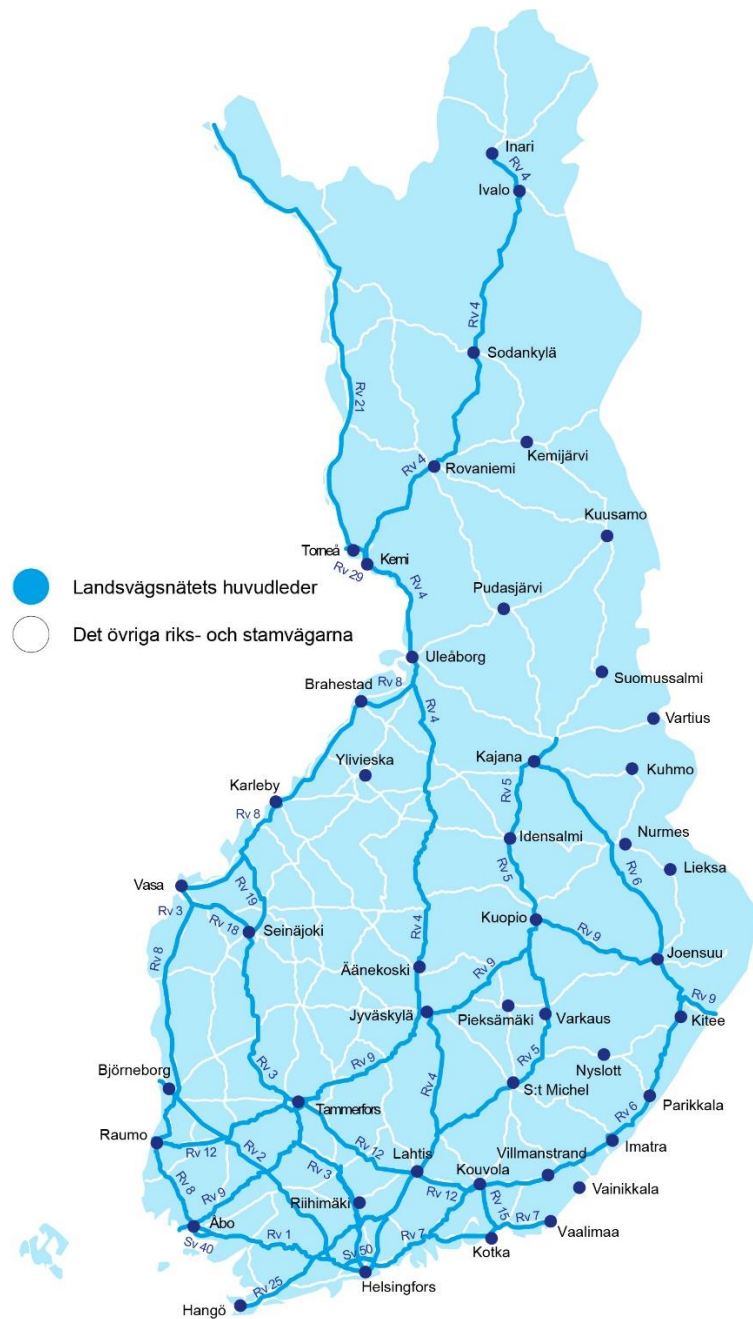 Inari
Rv 4
Ivalo
Rv 4
Sodankylä
Rv 21
Kemijärvi
Rv 4
Rovaniemi
Kuusamo
Torneå
Kemi
Rv 29
Rv 4
Pudasjärvi
Landsvägsnätets huvudleder
Det övriga riks- och stamvägarna
Uleåborg
Suomussalmi
Rv 8
Brahestad
Rv 4
Vartius
Ylivieska
Kajana
Kuhmo
Karleby
Rv 5
Rv 8
Idensalmi
Nurmes
Rv 5
Rv 6
Lieksa
Vasa
Rv 19
Rv 3
Rv 18
Seinäjoki
Kuopio
Rv 4
Rv 9
Rv 8
Joensuu
Äänekoski
Rv 9
Rv 9
Jyväskylä
Pieksämäki
Varkaus
Kitee
Rv 5
Rv 9
Rv 3
Nyslott
Björneborg
Rv 4
S:t Michel
Parikkala
Tammerfors
Rv 6
Raumo
Rv 12
Rv 2
Rv 12
Imatra
Lahtis
Villmanstrand
Rv 3
Kouvola
Rv 8
Rv 9
Rv 12
Vainikkala
Riihimäki
Rv 15
Åbo
Rv 7
Rv 7
Vaalimaa
Rv 1
Sv 40
Sv 50
Kotka
Rv 25
Helsingfors
Hangö